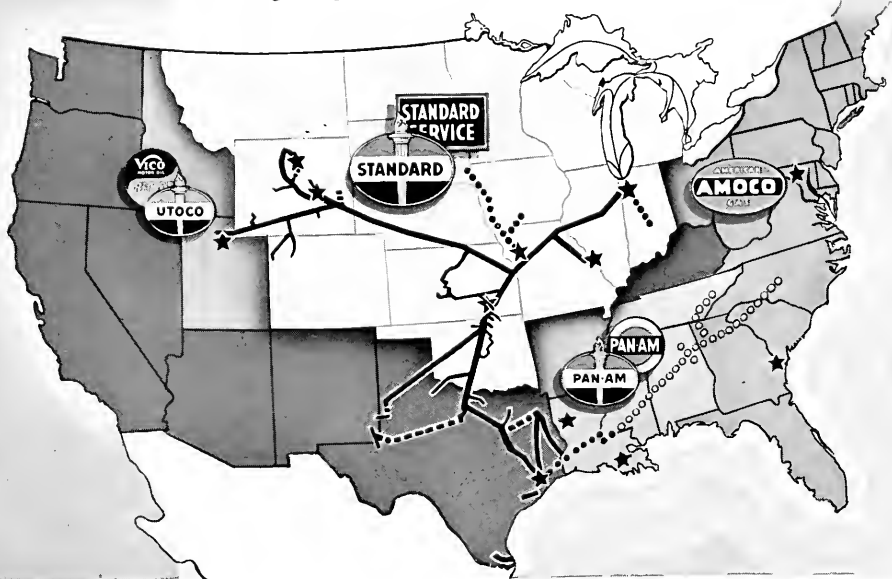 STANDARD
SERVICE
STANDARD
VICO
MOTOR OIL
UTOCO
AMERICAN
AMOCO
GAS
PAN-AM
PAN-AM